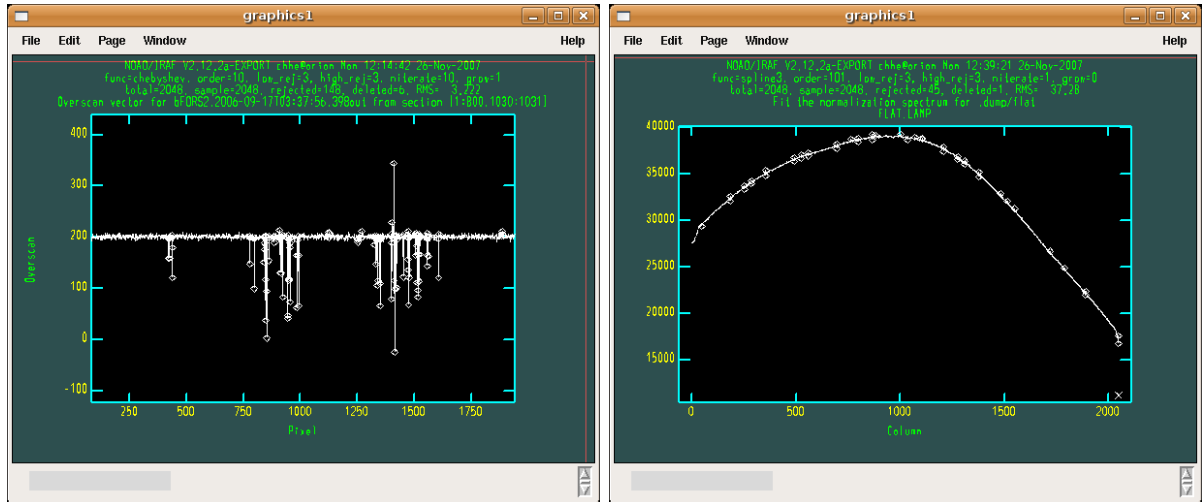 graphics1
File Edit Page Window Help
NOAO/IRAF V2.12.2a-EXPORT chhe@orion Mon 12:14:42 26-Nov-2007
func=chebyshev, order=10, low_rej=3, high_rej=3, niterate=10, grow=1
total=2048, sample=2048, rejected=148, deleted=6, RMS= 3.222
Overscan vector for bFORS2.2006-09-17T03:37:56.398out from section [1:800,1030:1031]
400
300
200
100
0
-100
Overscan
250 500 750 1000 1250 1500 1750
Pixel
graphics1
File Edit Page Window Help
NOAO/IRAF V2.12.2a-EXPORT chhe@orion Mon 12:39:21 26-Nov-2007
func=spline3, order=101, low_rej=3, high_rej=3, niterate=1, grow=0
total=2048, sample=2048, rejected=45, deleted=1, RMS= 37.28
Fit the normalization spectrum for .dump/flat
FLAT.LAMP
40000
35000
30000
25000
20000
15000
0 500 1000 1500 2000
Column